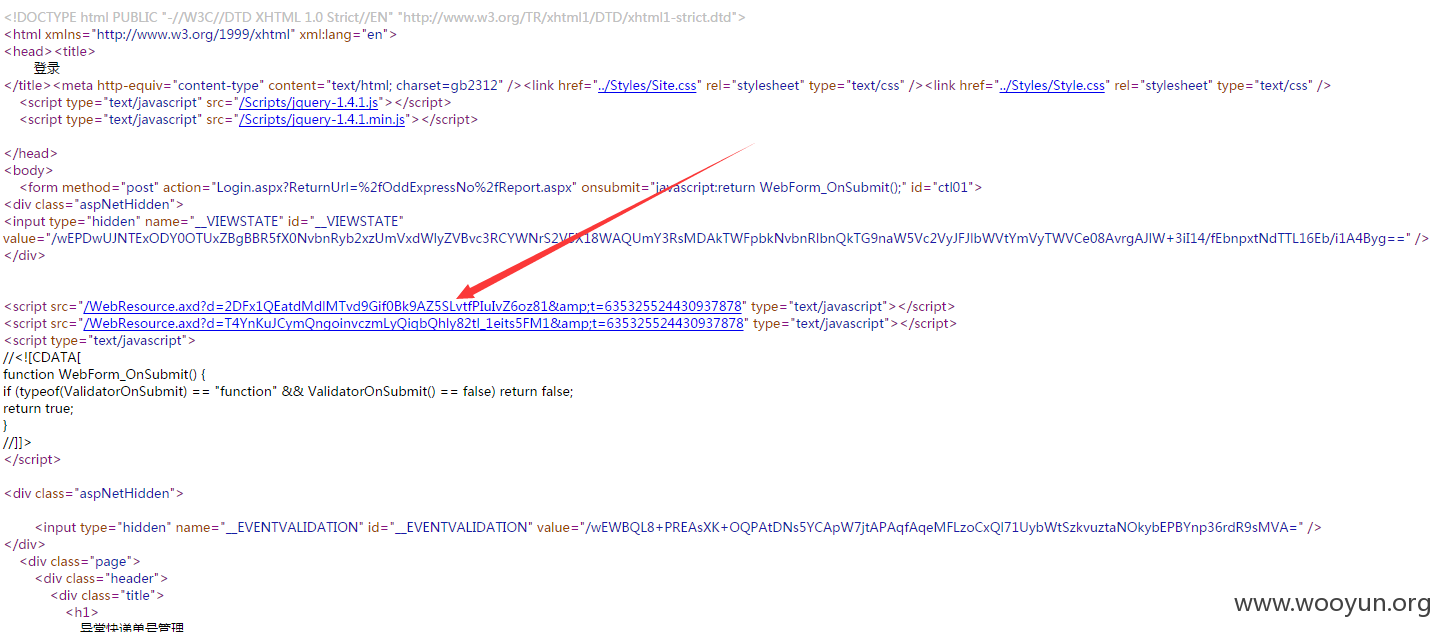 <!DOCTYPE html PUBLIC "-//W3C//DTD XHTML 1.0 Strict//EN" "http://www.w3.org/TR/xhtml1/DTD/xhtml1-strict.dtd">
<html xmlns="http://www.w3.org/1999/xhtml" xml:lang="en">
<head><title>
登录
</title><meta http-equiv="content-type" content="text/html; charset=gb2312" /><link href="../Styles/Site.css" rel="stylesheet" type="text/css" /><link href="../Styles/Style.css" rel="stylesheet" type="text/css" />
<script type="text/javascript" src="/Scripts/jquery-1.4.1.js"></script>
<script type="text/javascript" src="/Scripts/jquery-1.4.1.min.js"></script>
</head>
<body>
<form method="post" action="Login.aspx?ReturnUrl=%2fOddExpressNo%2fReport.aspx" onsubmit="javascript:return WebForm_OnSubmit();" id="ctl01">
<div class="aspNetHidden">
<input type="hidden" name="__VIEWSTATE" id="__VIEWSTATE"
/>
</div>
<script src="/WebResource.axd?d=2DFx1QEatdMdlMTvd9Gif0Bk9AZ5SLvtfPIuIvZ6oz81&amp;t=635325524430937878" type="text/javascript"></script>
<script src="/WebResource.axd?d=T4YnKuJCymQngoinvczmLyQiqbQhly82tl_1eits5FM1&amp;t=635325524430937878" type="text/javascript"></script>
<script type="text/javascript">
//<![CDATA[
function WebForm_OnSubmit() {
if (typeof(ValidatorOnSubmit) == "function" && ValidatorOnSubmit() == false) return false;
return true;
}
//]]>
</script>
<div class="aspNetHidden">
<input type="hidden" name="__EVENTVALIDATION" id="__EVENTVALIDATION" value="/wEWBQL8+PREAsXK+OQPAtDNs5YCApW7jtAPAqfAqeMFLzoCxQl71UybWtSzkvuztaNOkybEPBYnp36rdR9sMVA=" />
</div>
<div class="page">
<div class="header">
<div class="title">
<h1>
异常快递单号管理
www.wooyun.org